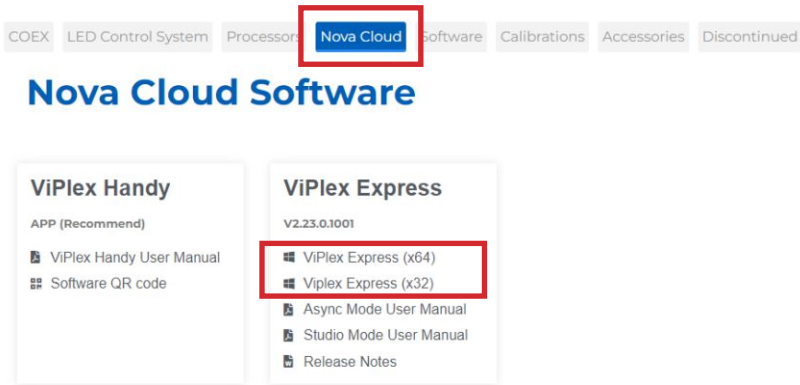 COEX LED Control System Processors Nova Cloud Software Calibrations Accessories Discontinued
Nova Cloud Software
ViPlex Handy
APP (Recommend)
ViPlex Handy User Manual
Software QR code
ViPlex Express
V2.23.0.1001
ViPlex Express (x64)
Viplex Express (x32)
Async Mode User Manual
Studio Mode User Manual
Release Notes